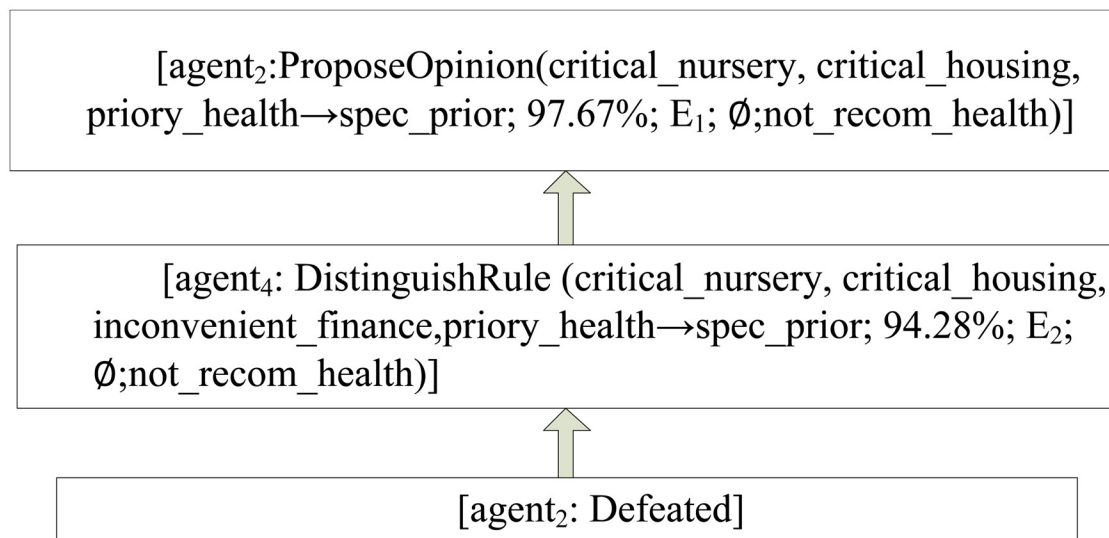 [agent₂:ProposeOpinion(critical_nursery, critical_housing,
priory_health→spec_prior; 97.67%; E₁; ∅;not_recom_health)]
[agent₄: DistinguishRule (critical_nursery, critical_housing,
inconvenient_finance,priory_health→spec_prior; 94.28%; E₂;
∅;not_recom_health)]
[agent₂: Defeated]